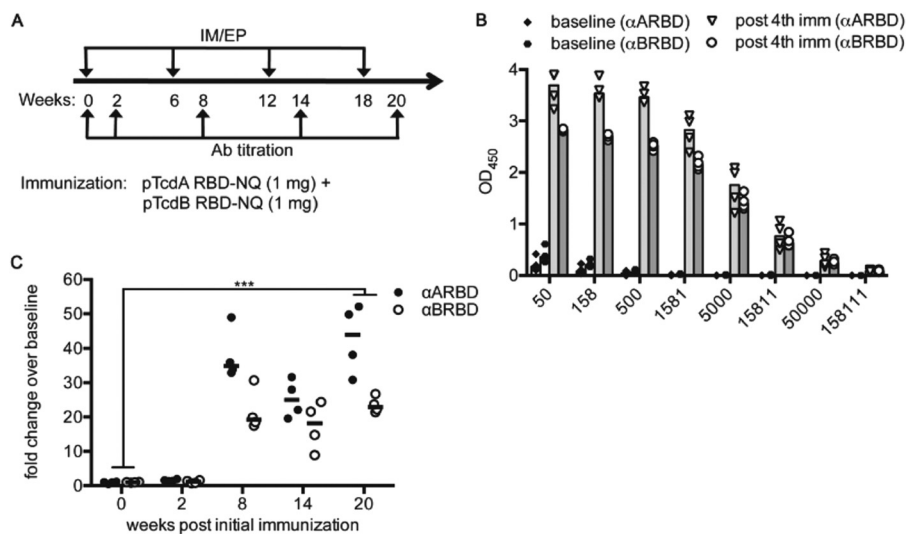 A
IM/EP
Weeks: 0 2 6 8 12 14 18 20
Ab titration
Immunization: pTcdA RBD-NQ (1 mg) +
pTcdB RBD-NQ (1 mg)
B
baseline (αARBD)
baseline (αBRBD)
post 4th imm (αARBD)
post 4th imm (αBRBD)
OD450
4
3
2
1
0
50 158 500 1581 5000 15811 50000 158111
C
fold change over baseline
60
50
40
30
20
10
0
***
αARBD
αBRBD
0 2 8 14 20
weeks post initial immunization